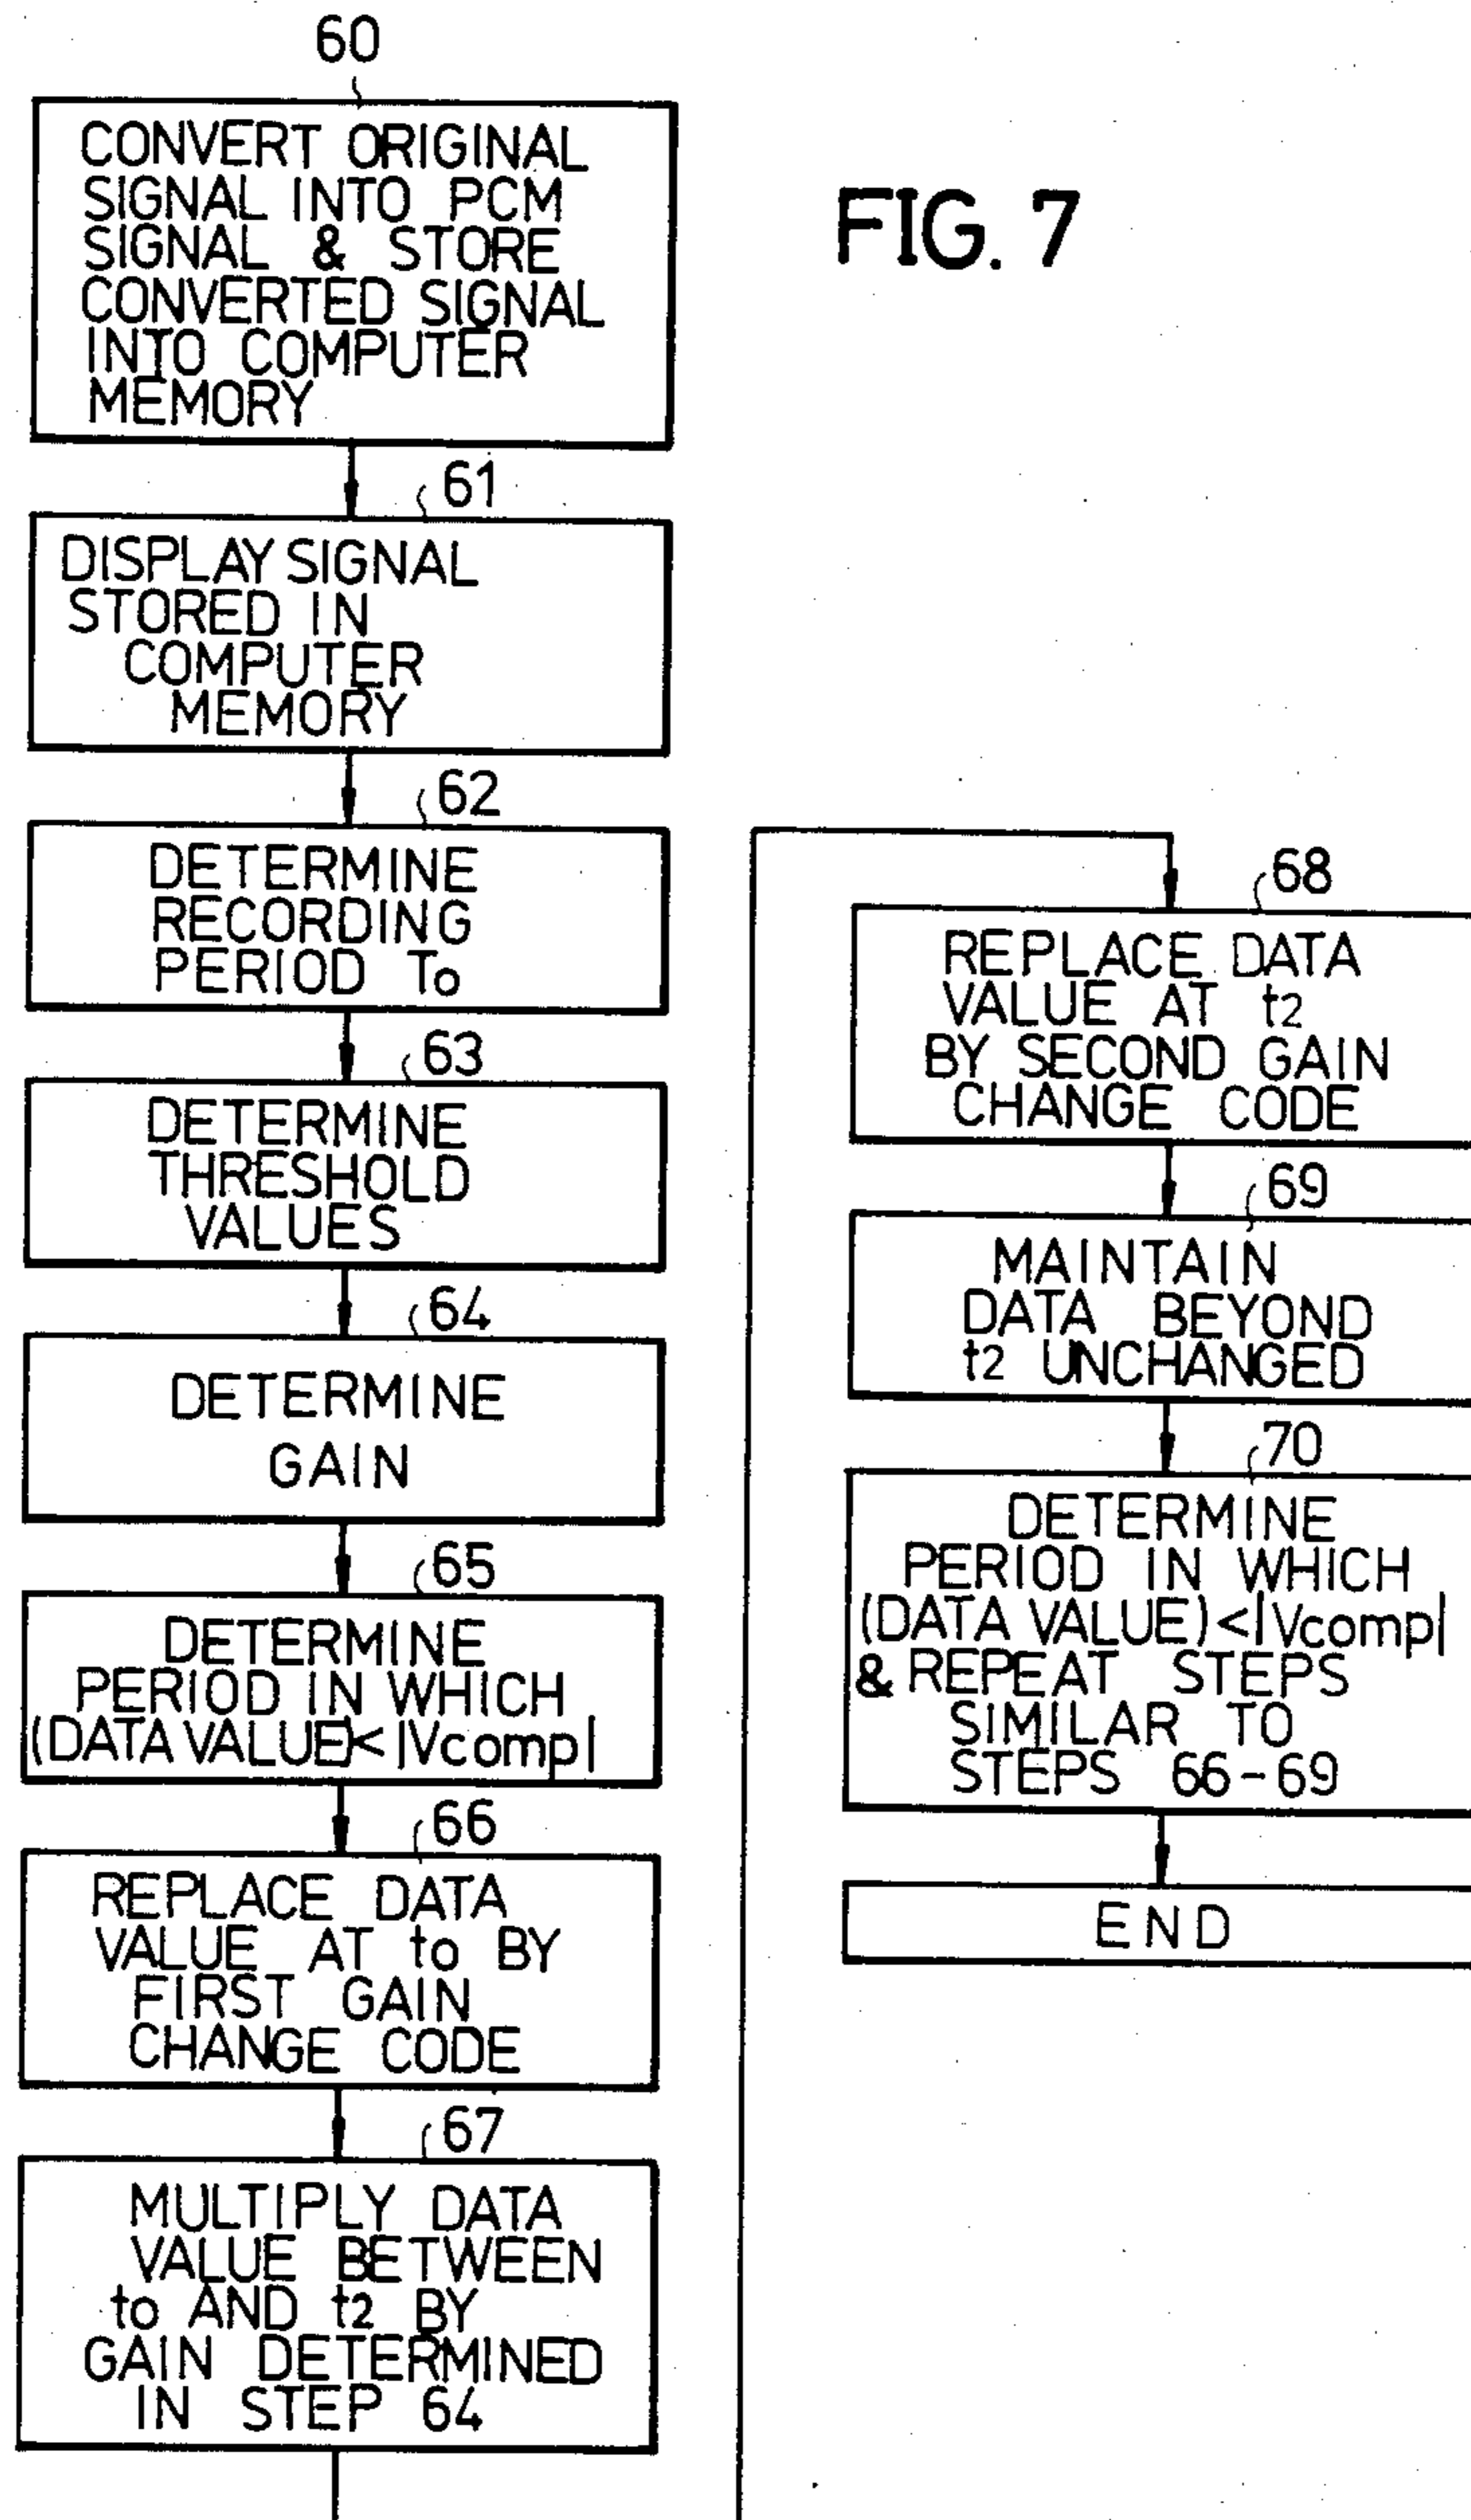 60
CONVERT ORIGINAL
SIGNAL INTO PCM
SIGNAL & STORE
CONVERTED SIGNAL
INTO COMPUTER
MEMORY
FIG. 7
61
DISPLAY SIGNAL
STORED IN
COMPUTER
MEMORY
62
DETERMINE
RECORDING
PERIOD To
63
DETERMINE
THRESHOLD
VALUES
64
DETERMINE
GAIN
65
DETERMINE
PERIOD IN WHICH
(DATA VALUE)<|Vcomp|
66
REPLACE DATA
VALUE AT to BY
FIRST GAIN
CHANGE CODE
67
MULTIPLY DATA
VALUE BETWEEN
to AND t2 BY
GAIN DETERMINED
IN STEP 64
68
REPLACE DATA
VALUE AT t2
BY SECOND GAIN
CHANGE CODE
69
MAINTAIN
DATA BEYOND
t2 UNCHANGED
70
DETERMINE
PERIOD IN WHICH
(DATA VALUE)<|Vcomp|
& REPEAT STEPS
SIMILAR TO
STEPS 66-69
END